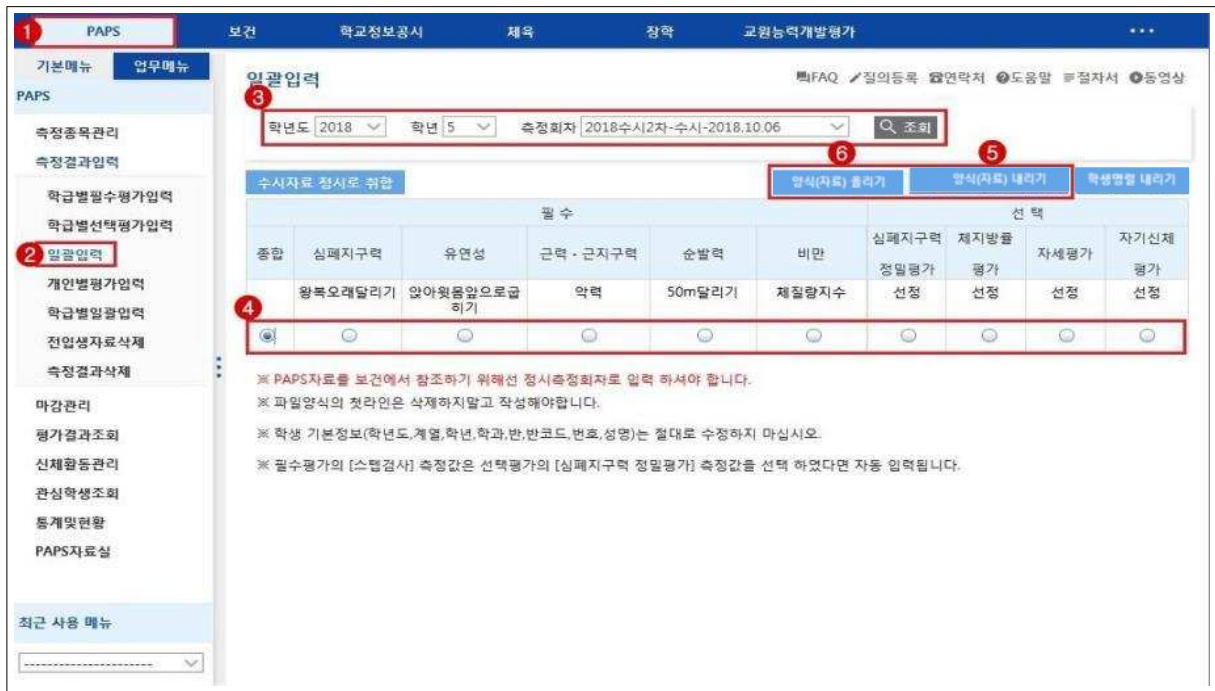 1 PAPS 보건 학교정보공시 체육 장학 교원능력개발평가 •••
기본메뉴 업무메뉴
PAPS
측정종목관리
측정결과입력
학급별필수평가입력
학급별선택평가입력
2 일괄입력
개인별평가입력
학급별일괄입력
전입생자료삭제
측정결과삭제
마감관리
평가결과조회
신체활동관리
관심학생조회
통계및현황
PAPS자료실
최근 사용 메뉴
----------------------
일괄입력 FAQ 질의등록 연락처 도움말 점자서 동영상
3
학년도 2018 학년 5 측정회차 2018수시2차-수시-2018.10.06 조회
6 5
수시자료 정시로 취합 양식(자료) 올리기 양식(자료) 내리기 학생명렬 내리기
필 수 선 택
종합 심폐지구력 유연성 근력·근지구력 순발력 비만 심폐지구력 정밀평가 체지방률 평가 자세평가 자기신체 평가
왕복오래달리기 앉아윗몸앞으로굽히기 악력 50m달리기 체질량지수 선정 선정 선정 선정
4
※ PAPS자료를 보건에서 참조하기 위해선 정시측정회차로 입력 하셔야 합니다.
※ 파일양식의 첫라인은 삭제하지말고 작성해야합니다.
※ 학생 기본정보(학년도,계열,학년,학과,반,반코드,번호,성명)는 절대로 수정하지 마십시오.
※ 필수평가의 [스텝검사] 측정값은 선택평가의 [심폐지구력 정밀평가] 측정값을 선택 하였다면 자동 입력됩니다.